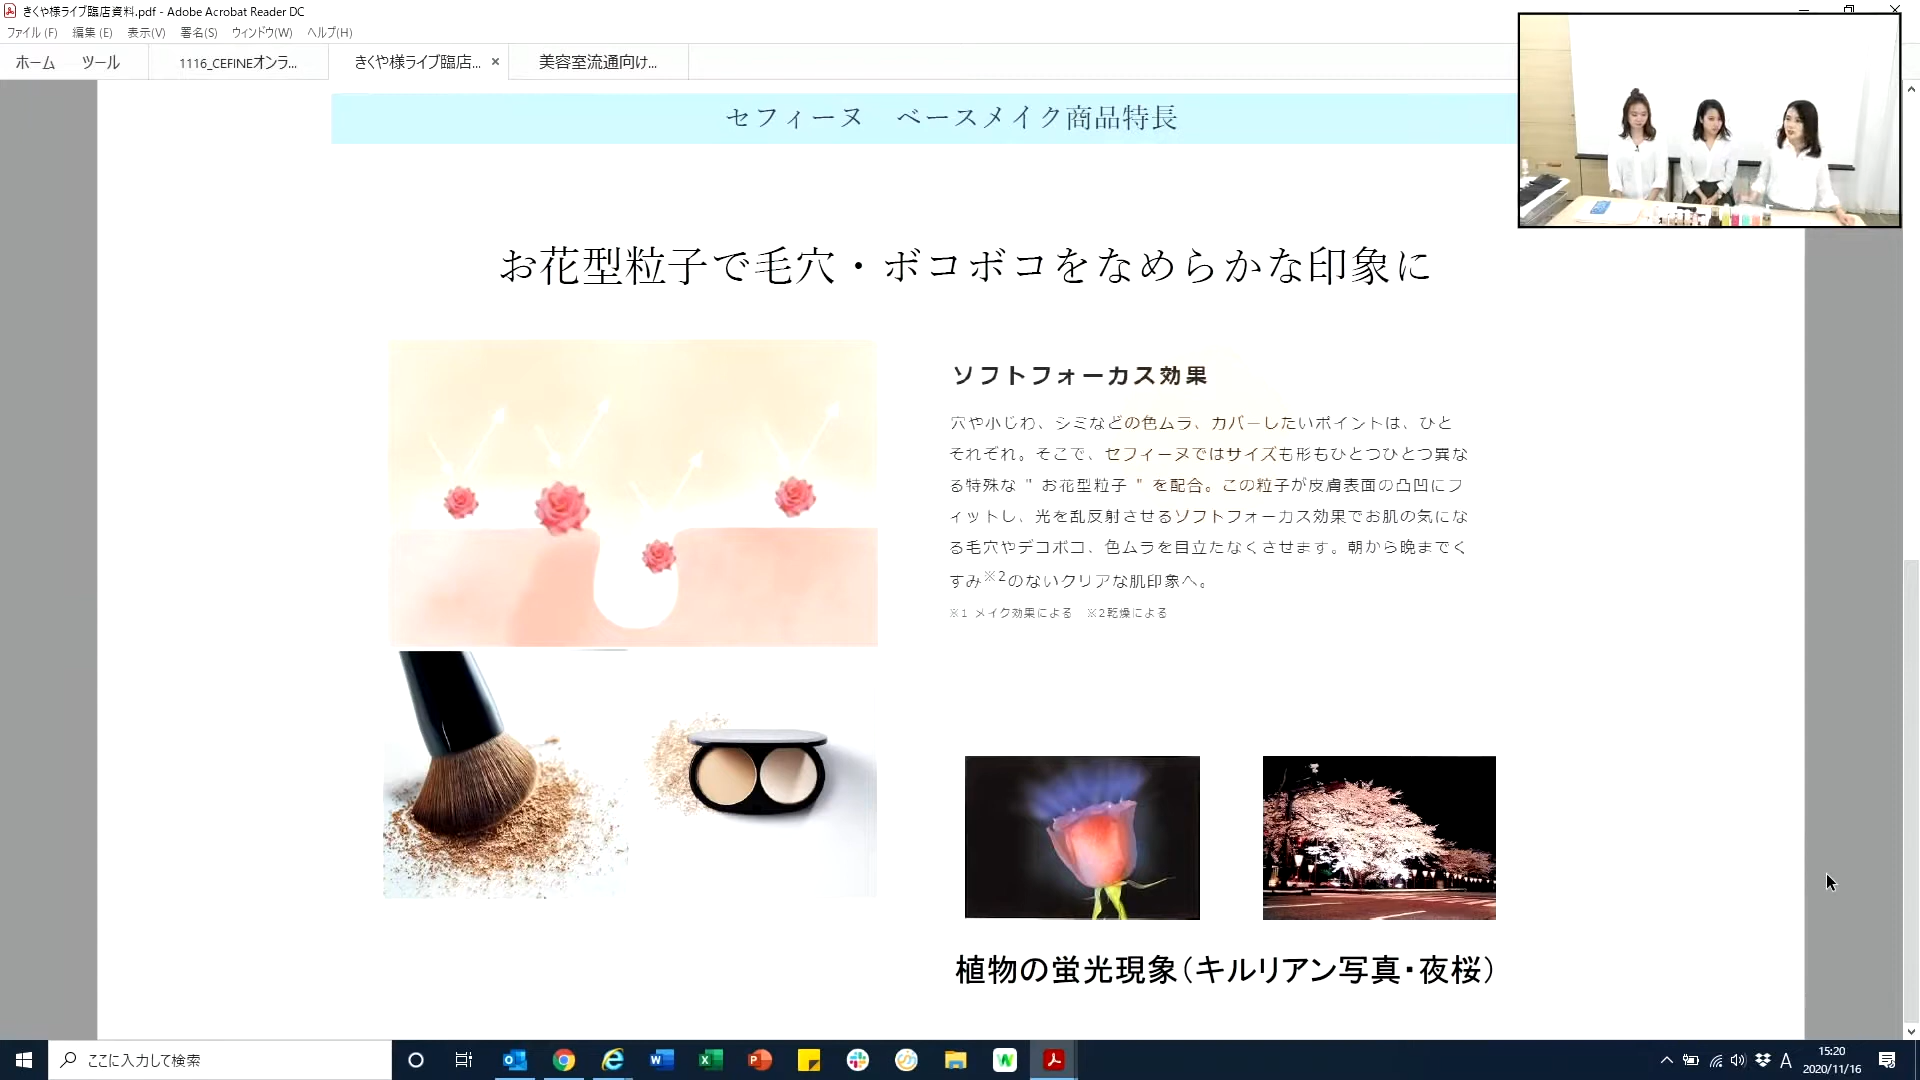 きくや様ライブ臨店資料.pdf - Adobe Acrobat Reader DC
ファイル(F) 編集(E) 表示(V) 署名(S) ウィンドウ(W) ヘルプ(H)
ホーム ツール 1116_CEFINEオンラ... きくや様ライブ臨店... × 美容室流通向け...
セフィーヌ ベースメイク商品特長
お花型粒子で毛穴・ボコボコをなめらかな印象に
ソフトフォーカス効果
穴や小じわ、シミなどの色ムラ、カバーしたいポイントは、ひと
それぞれ。そこで、セフィーヌではサイズも形もひとつひとつ異な
る特殊な " お花型粒子 " を配合。この粒子が皮膚表面の凸凹にフ
ィットし、光を乱反射させるソフトフォーカス効果でお肌の気にな
る毛穴やデコボコ、色ムラを目立たなくさせます。朝から晩までく
すみ※2のないクリアな肌印象へ。
※1 メイク効果による ※2乾燥による
植物の蛍光現象(キルリアン写真・夜桜)
ここに入力して検索
A
15:20
2020/11/16